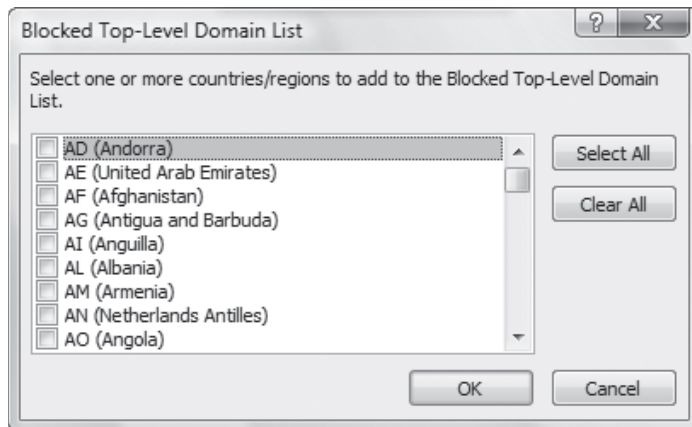 Blocked Top-Level Domain List
?
X
Select one or more countries/regions to add to the Blocked Top-Level Domain
List.
AD (Andorra)
AE (United Arab Emirates)
AF (Afghanistan)
AG (Antigua and Barbuda)
AI (Anguilla)
AL (Albania)
AM (Armenia)
AN (Netherlands Antilles)
AO (Angola)
Select All
Clear All
OK
Cancel